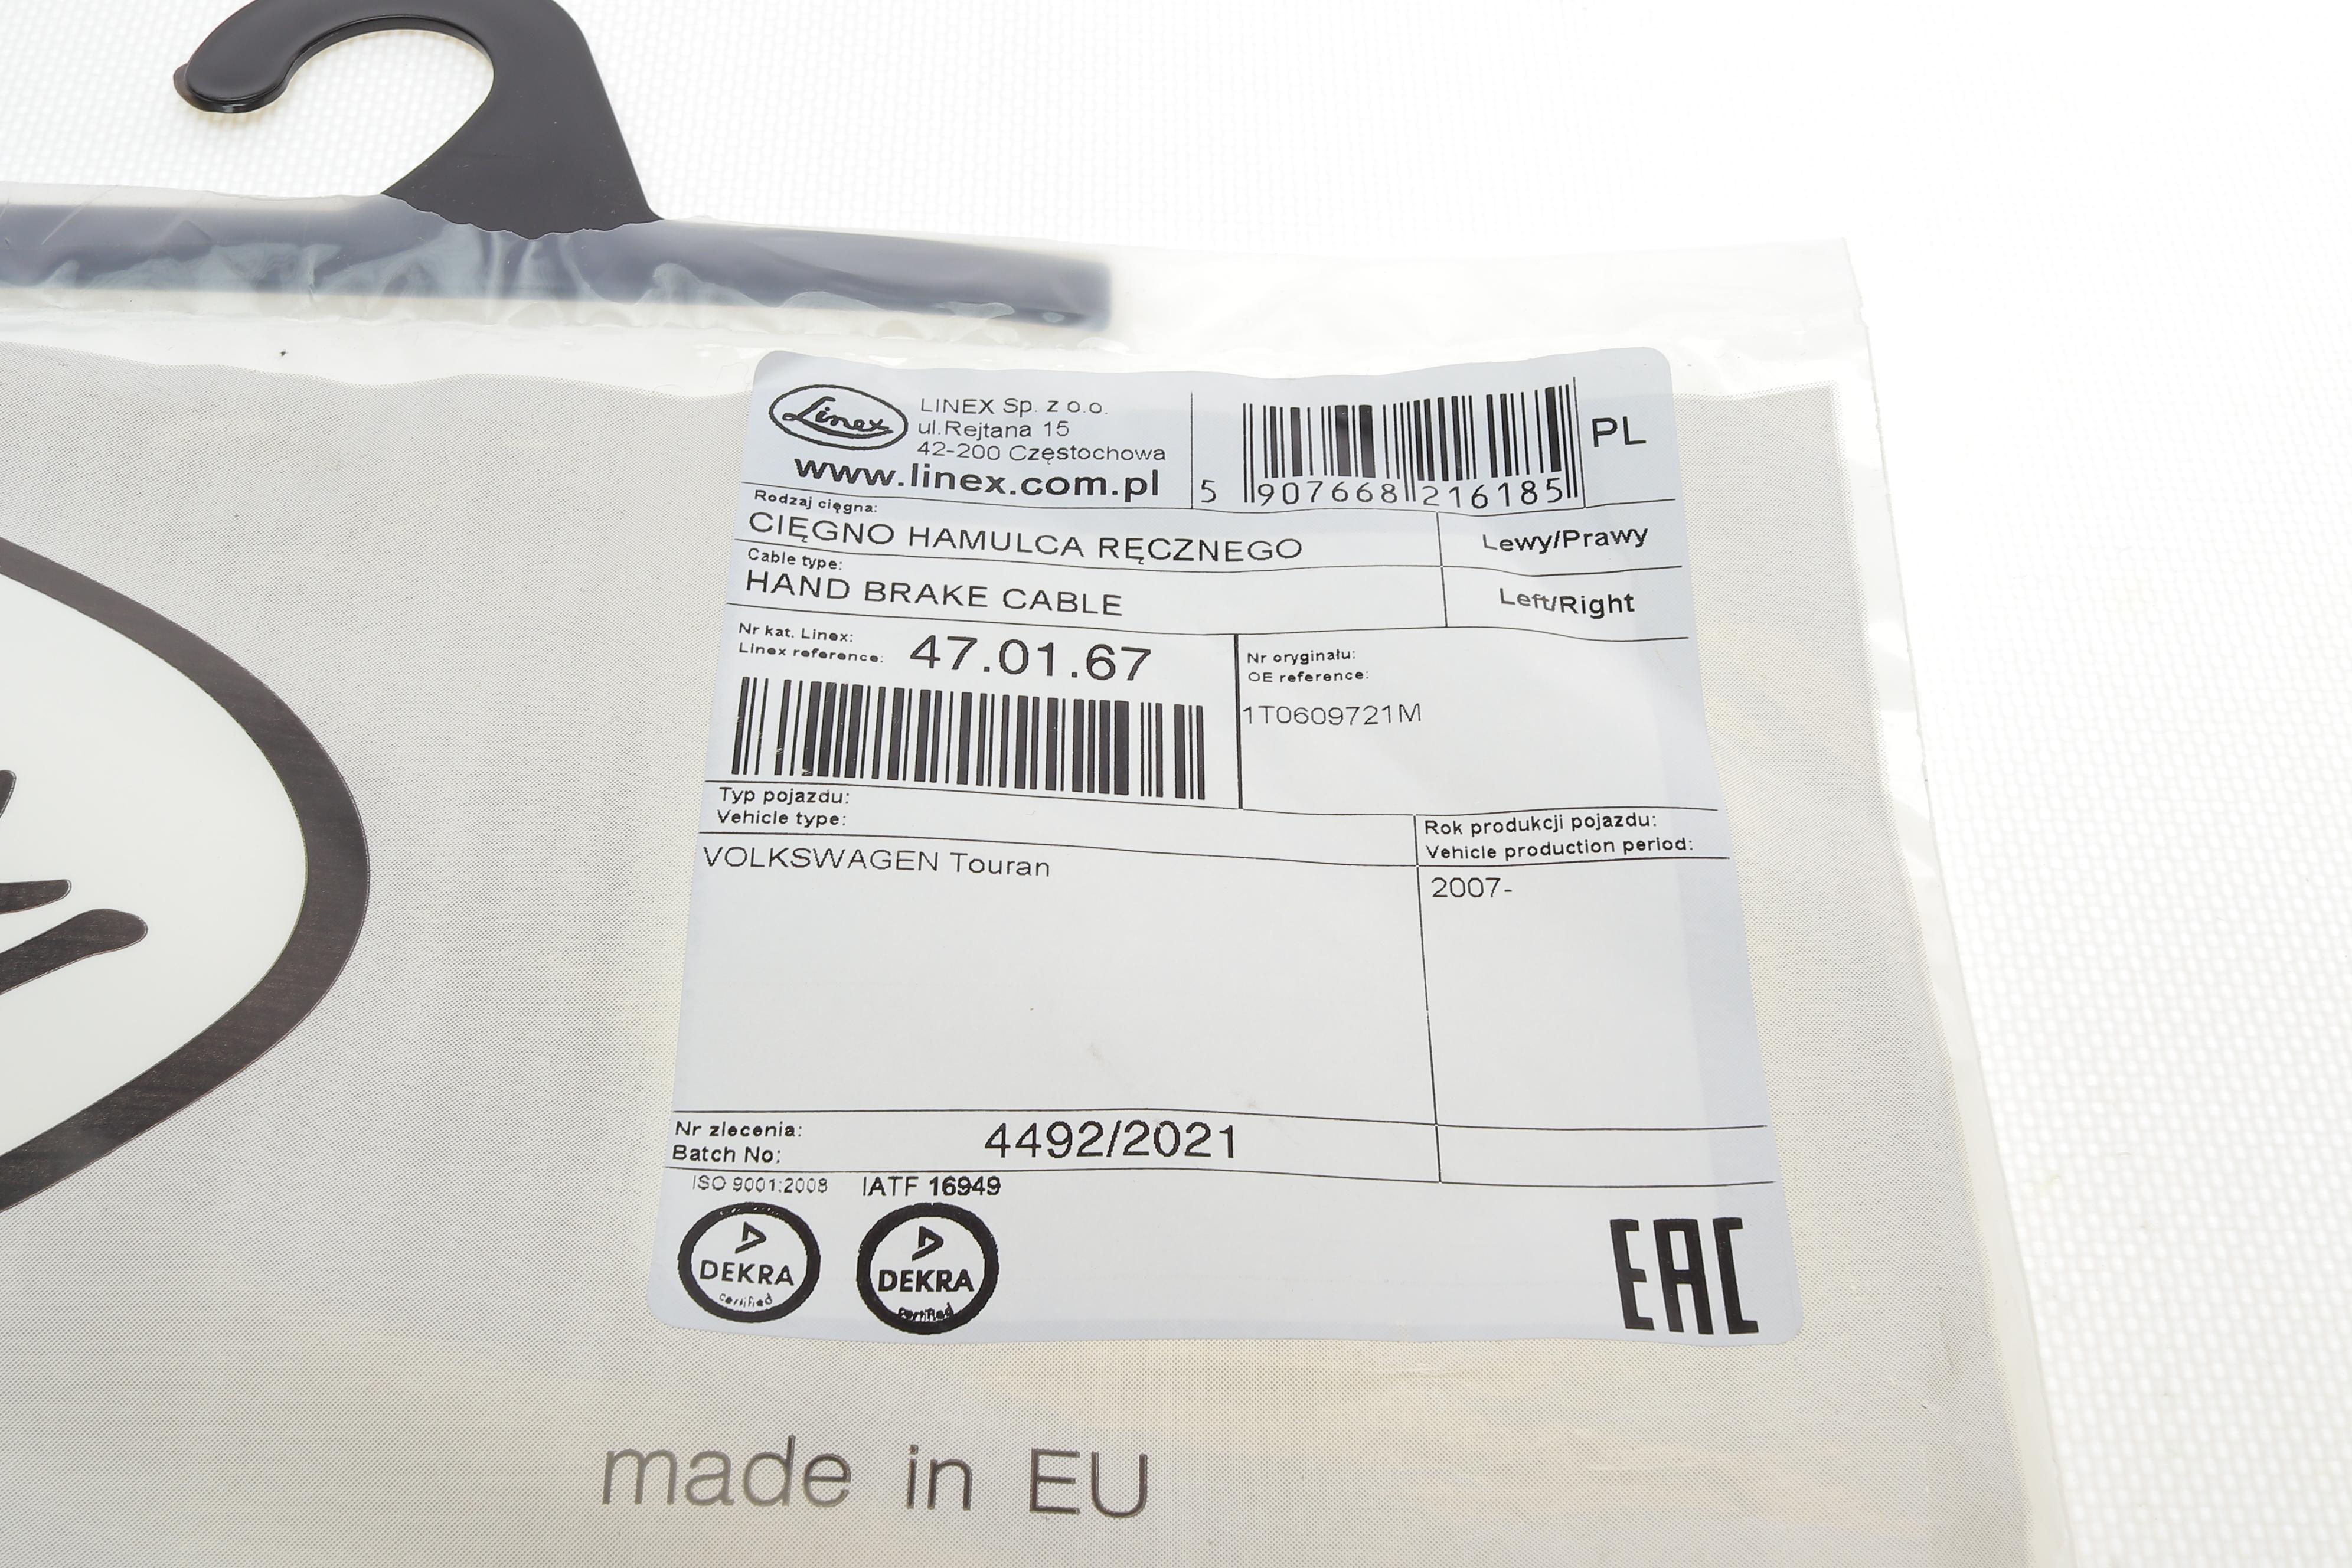 Linex
LINEX Sp. z o.o.
ul.Rejtana 15
42-200 Częstochowa
www.linex.com.pl
5 907668 216185
PL
Rodzaj cięgna:
CIĘGNO HAMULCA RĘCZNEGO
Lewy/Prawy
Cable type:
HAND BRAKE CABLE
Left/Right
Nr kat. Linex:
Linex reference:
47.01.67
Nr oryginału:
OE reference:
1T0609721M
Typ pojazdu:
Vehicle type:
Rok produkcji pojazdu:
Vehicle production period:
VOLKSWAGEN Touran
2007-
Nr zlecenia:
Batch No:
4492/2021
ISO 9001:2008
IATF 16949
DEKRA
certified
DEKRA
certified
EAC
made in EU